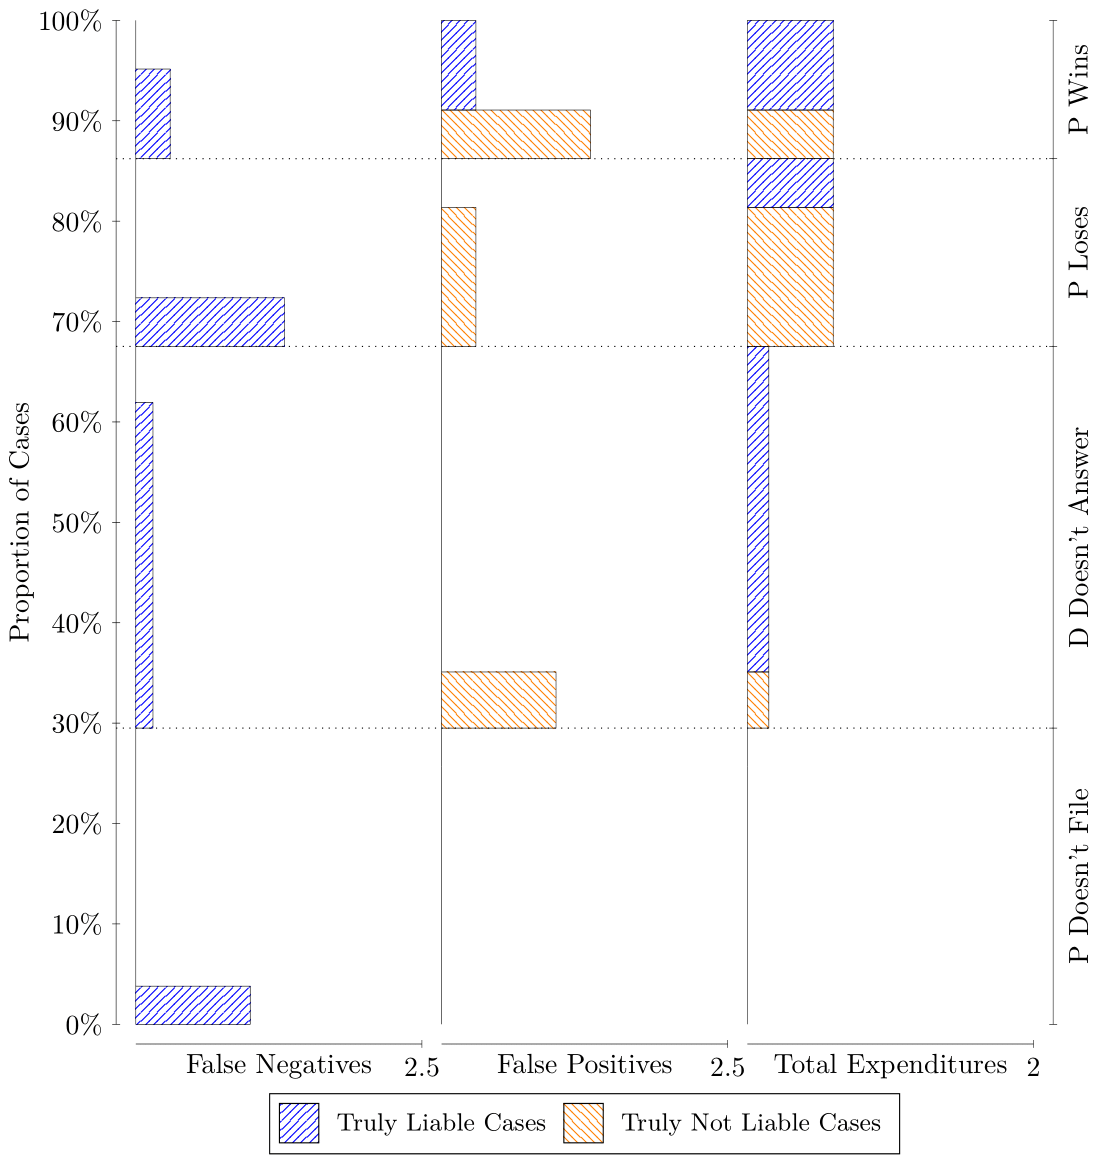 100%
90%
80%
70%
60%
50%
40%
30%
20%
10%
0%
Proportion of Cases
P Wins
P Loses
D Doesn't Answer
P Doesn't File
False Negatives 2.5
False Positives 2.5
Total Expenditures 2
Truly Liable Cases
Truly Not Liable Cases